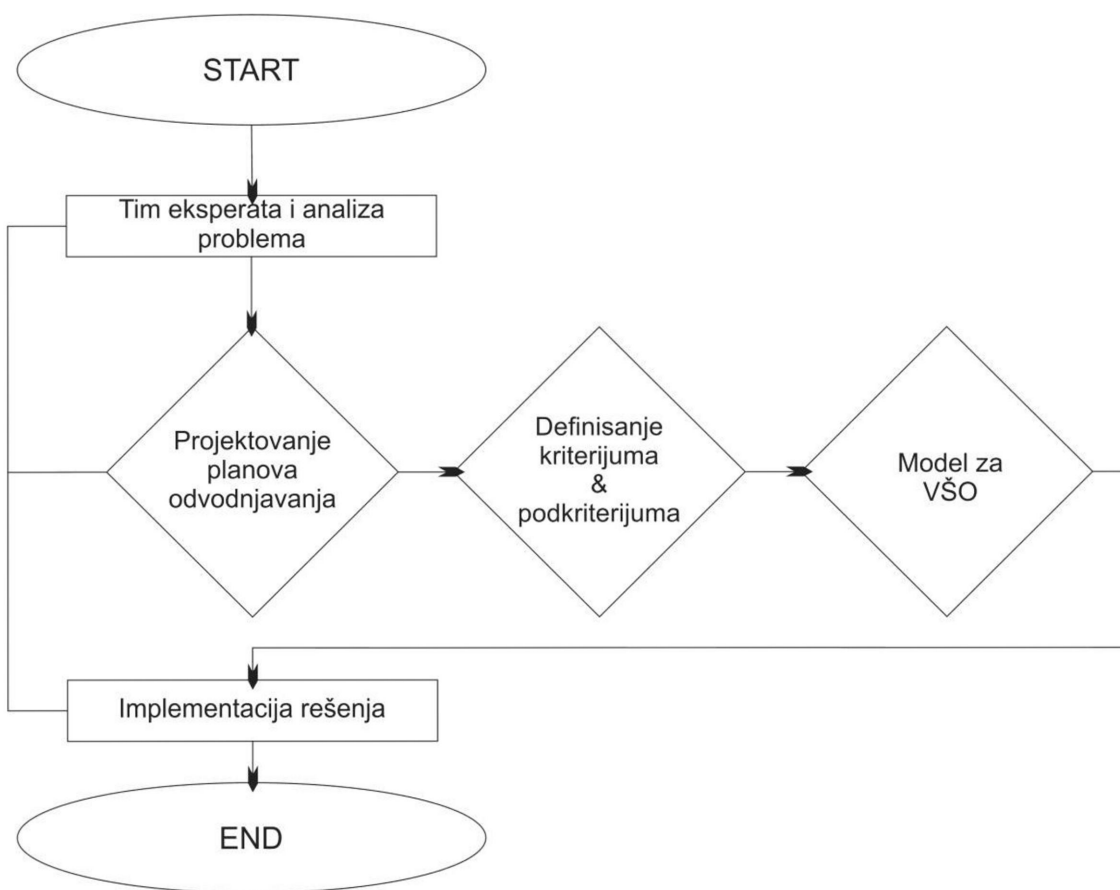 START
Tim eksperata i analiza
problema
Projektovanje
planova
odvodnjavanja
Definisanje
kriterijuma
&
podkriterijuma
Model za
VŠO
Implementacija rešenja
END